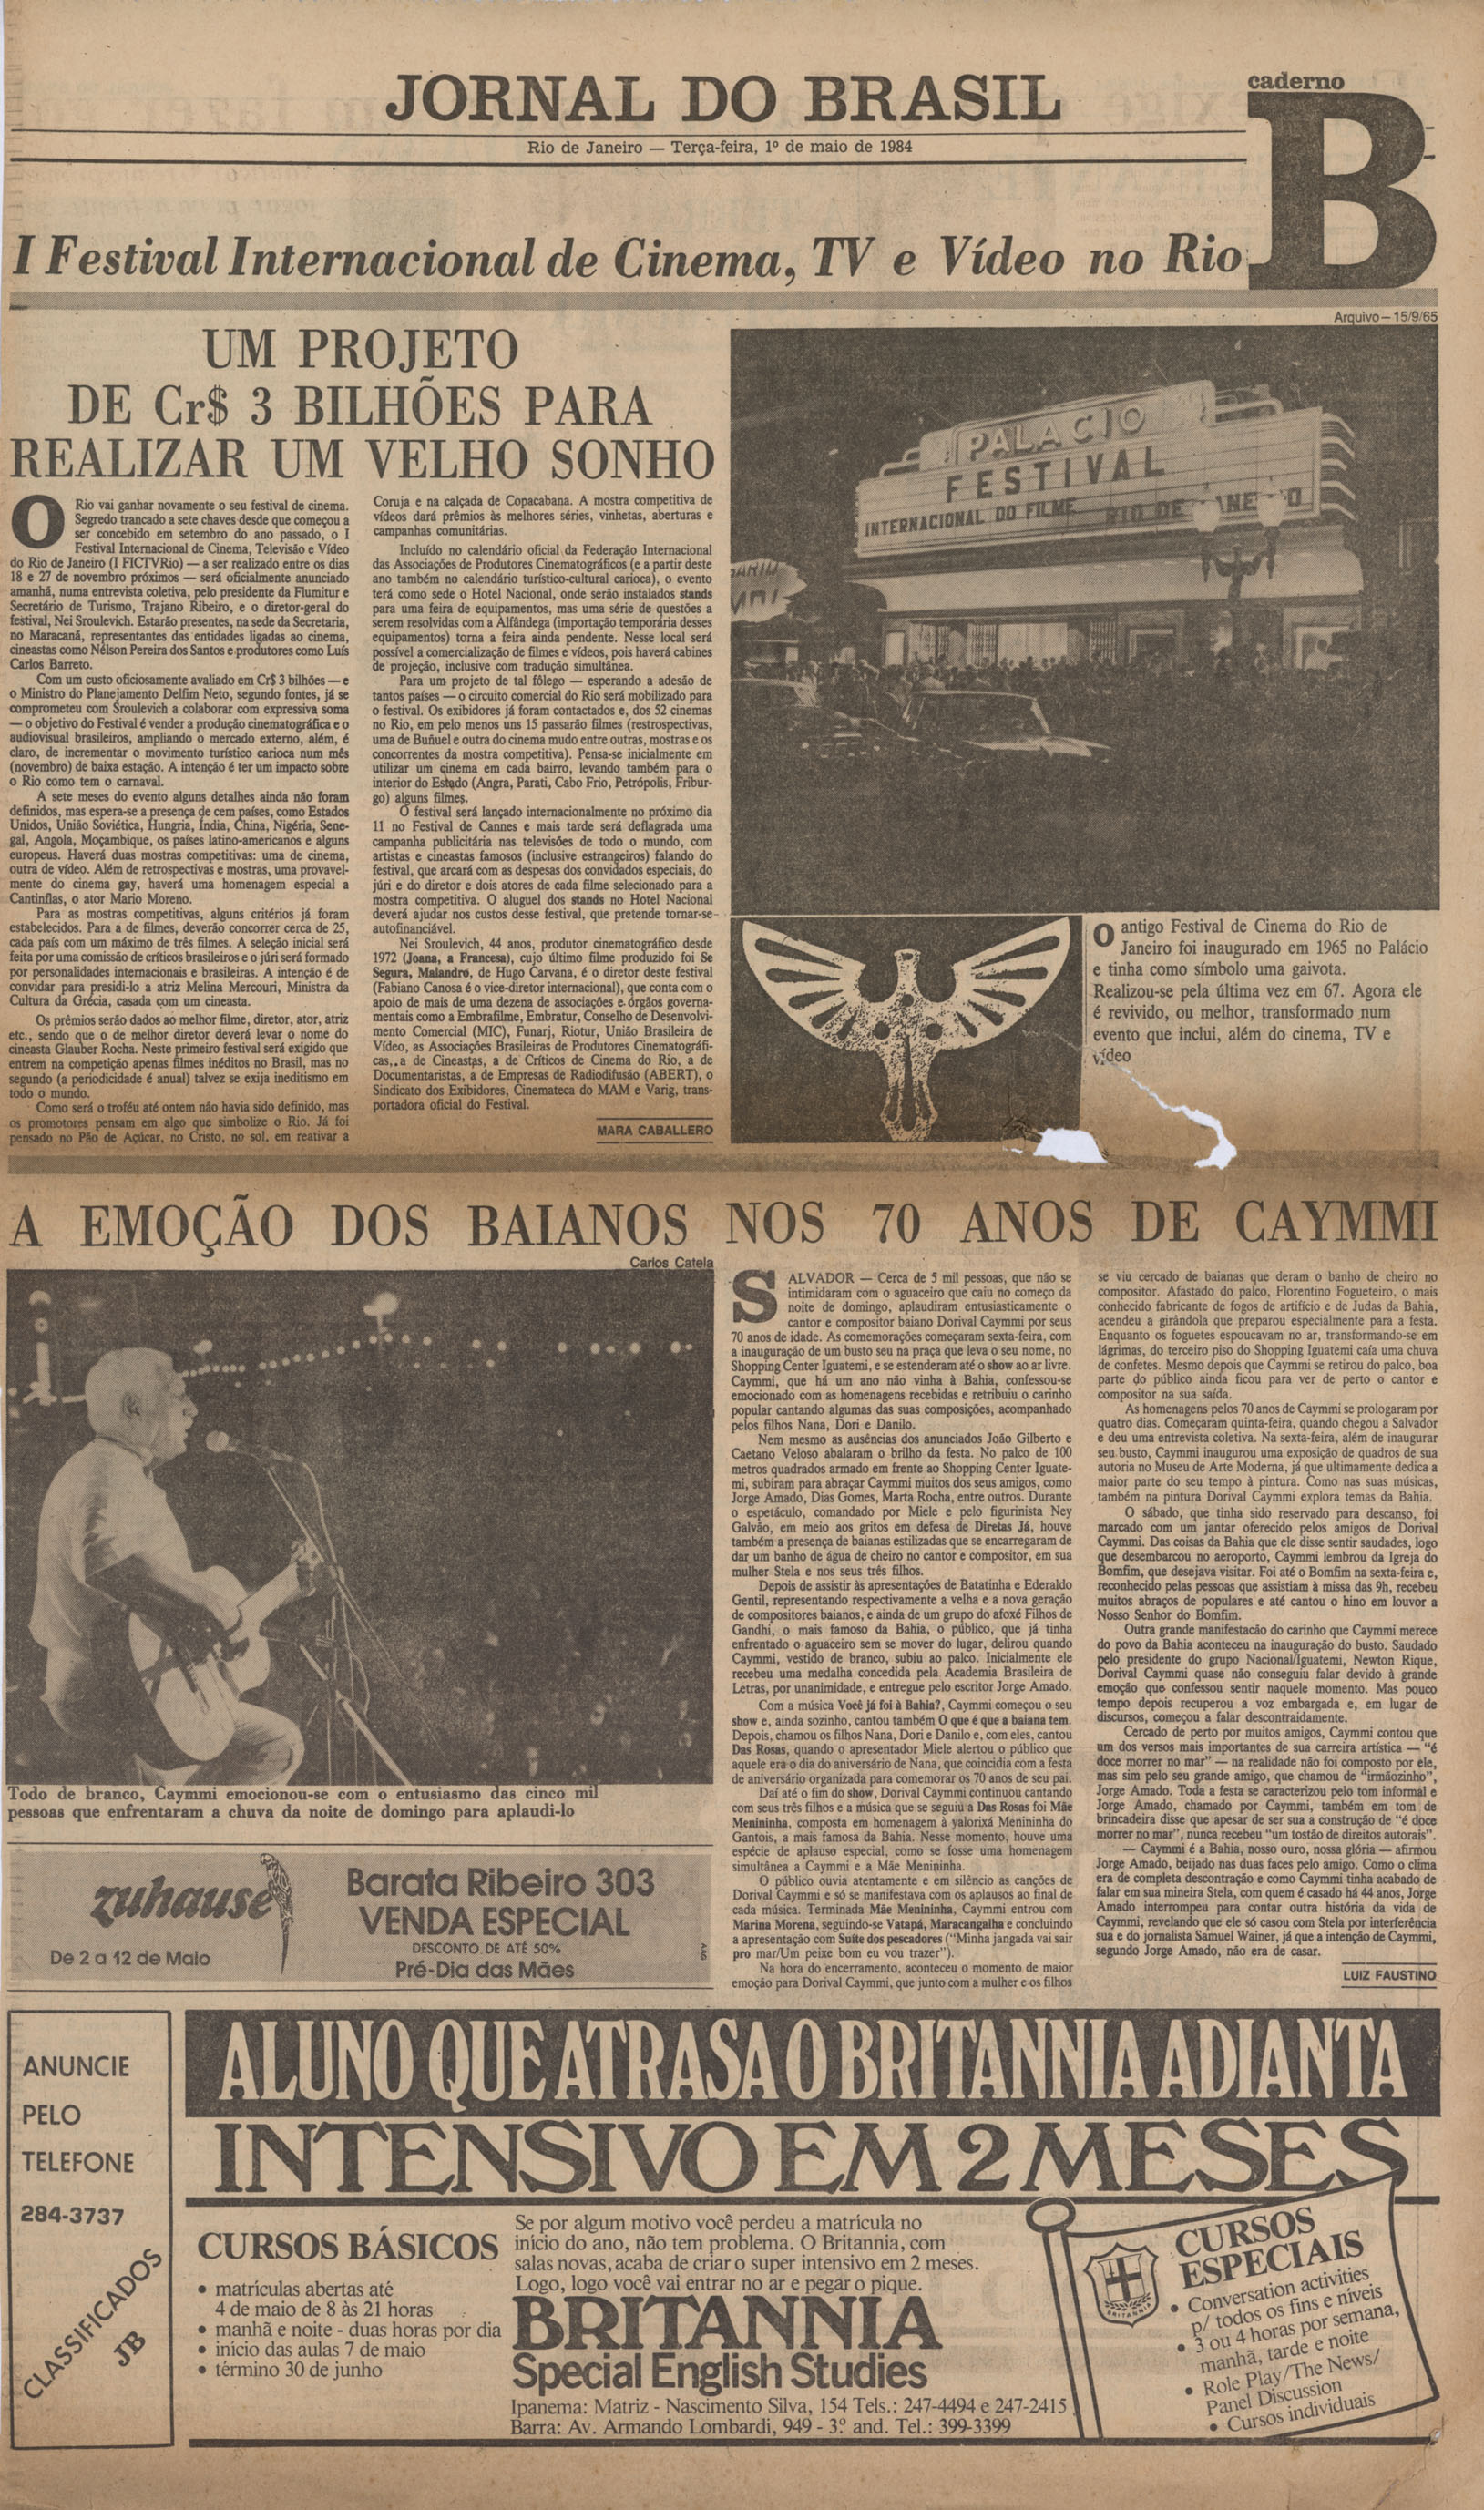 JORNAL DO BRASIL
caderno
B
Rio de Janeiro — Terça-feira, 1º de maio de 1984
I Festival Internacional de Cinema, TV e Vídeo no Rio
UM PROJETO
DE Cr$ 3 BILHÕES PARA
REALIZAR UM VELHO SONHO
O Rio vai ganhar novamente o seu festival de cinema.
Segredo trancado a sete chaves desde que começou a
ser concebido em setembro do ano passado, o I
Festival Internacional de Cinema, Televisão e Vídeo
do Rio de Janeiro (I FICTVRio) — a ser realizado entre os dias
18 e 27 de novembro próximos — será oficialmente anunciado
amanhã, numa entrevista coletiva, pelo presidente da Flumitur e
Secretário de Turismo, Trajano Ribeiro, e o diretor-geral do
festival, Nei Sroulevich. Estarão presentes, na sede da Secretaria,
no Maracanã, representantes das entidades ligadas ao cinema,
cineastas como Nélson Pereira dos Santos e produtores como Luís
Carlos Barreto.
Com um custo oficiosamente avaliado em Cr$ 3 bilhões — e
o Ministro do Planejamento Delfim Neto, segundo fontes, já se
comprometeu com Sroulevich a colaborar com expressiva soma
— o objetivo do Festival é vender a produção cinematográfica e o
audiovisual brasileiros, ampliando o mercado externo, além, é
claro, de incrementar o movimento turístico carioca num mês
(novembro) de baixa estação. A intenção é ter um impacto sobre
o Rio como tem o carnaval.
A sete meses do evento alguns detalhes ainda não foram
definidos, mas espera-se a presença de cem países, como Estados
Unidos, União Soviética, Hungria, Índia, China, Nigéria, Sene-
gal, Angola, Moçambique, os países latino-americanos e alguns
europeus. Haverá duas mostras competitivas: uma de cinema,
outra de vídeo. Além de retrospectivas e mostras, uma provavel-
mente do cinema gay, haverá uma homenagem especial a
Cantinflas, o ator Mario Moreno.
Para as mostras competitivas, alguns critérios já foram
estabelecidos. Para a de filmes, deverão concorrer cerca de 25,
cada país com um máximo de três filmes. A seleção inicial será
feita por uma comissão de críticos brasileiros e o júri será formado
por personalidades internacionais e brasileiras. A intenção é de
convidar para presidi-lo a atriz Melina Mercouri, Ministra da
Cultura da Grécia, casada com um cineasta.
Os prêmios serão dados ao melhor filme, diretor, ator, atriz
etc., sendo que o de melhor diretor deverá levar o nome do
cineasta Glauber Rocha. Neste primeiro festival será exigido que
entrem na competição apenas filmes inéditos no Brasil, mas no
segundo (a periodicidade é anual) talvez se exija ineditismo em
todo o mundo.
Como será o troféu até ontem não havia sido definido, mas
os promotores pensam em algo que simbolize o Rio. Já foi
pensado no Pão de Açúcar, no Cristo, no sol, em reativar a
Coruja e na calçada de Copacabana. A mostra competitiva de
vídeos dará prêmios às melhores séries, vinhetas, aberturas e
campanhas comunitárias.
Incluído no calendário oficial da Federação Internacional
das Associações de Produtores Cinematográficos (e a partir deste
ano também no calendário turístico-cultural carioca), o evento
terá como sede o Hotel Nacional, onde serão instalados stands
para uma feira de equipamentos, mas uma série de questões a
serem resolvidas com a Alfândega (importação temporária desses
equipamentos) torna a feira ainda pendente. Nesse local será
possível a comercialização de filmes e vídeos, pois haverá cabines
de projeção, inclusive com tradução simultânea.
Para um projeto de tal fôlego — esperando a adesão de
tantos países — o circuito comercial do Rio será mobilizado para
o festival. Os exibidores já foram contactados e, dos 52 cinemas
no Rio, em pelo menos uns 15 passarão filmes (restrospectivas,
uma de Buñuel e outra do cinema mudo entre outras, mostras e os
concorrentes da mostra competitiva). Pensa-se inicialmente em
utilizar um cinema em cada bairro, levando também para o
interior do Estado (Angra, Parati, Cabo Frio, Petrópolis, Fribur-
go) alguns filmes.
O festival será lançado internacionalmente no próximo dia
11 no Festival de Cannes e mais tarde será deflagrada uma
campanha publicitária nas televisões de todo o mundo, com
artistas e cineastas famosos (inclusive estrangeiros) falando do
festival, que arcará com as despesas dos convidados especiais, do
júri e do diretor e dois atores de cada filme selecionado para a
mostra competitiva. O aluguel dos stands no Hotel Nacional
deverá ajudar nos custos desse festival, que pretende tornar-se
autofinanciável.
Nei Sroulevich, 44 anos, produtor cinematográfico desde
1972 (Joana, a Francesa), cujo último filme produzido foi Se
Segura, Malandro, de Hugo Carvana, é o diretor deste festival
(Fabiano Canosa é o vice-diretor internacional), que conta com o
apoio de mais de uma dezena de associações e órgãos governa-
mentais como a Embrafilme, Embratur, Conselho de Desenvolvi-
mento Comercial (MIC), Funarj, Riotur, União Brasileira de
Vídeo, as Associações Brasileiras de Produtores Cinematográfi-
cas, a de Cineastas, a de Críticos de Cinema do Rio, a de
Documentaristas, a de Empresas de Radiodifusão (ABERT), o
Sindicato dos Exibidores, Cinemateca do MAM e Varig, trans-
portadora oficial do Festival.
MARA CABALLERO
Arquivo — 15/9/65
PALACIO
FESTIVAL
INTERNACIONAL DO FILME RIO DE JANEIRO
O antigo Festival de Cinema do Rio de
Janeiro foi inaugurado em 1965 no Palácio
e tinha como símbolo uma gaivota.
Realizou-se pela última vez em 67. Agora ele
é revivido, ou melhor, transformado num
evento que inclui, além do cinema, TV e
vídeo
A EMOÇÃO DOS BAIANOS NOS 70 ANOS DE CAYMMI
Carlos Catela
Todo de branco, Caymmi emocionou-se com o entusiasmo das cinco mil
pessoas que enfrentaram a chuva da noite de domingo para aplaudi-lo
SALVADOR — Cerca de 5 mil pessoas, que não se
intimidaram com o aguaceiro que caiu no começo da
noite de domingo, aplaudiram entusiasticamente o
cantor e compositor baiano Dorival Caymmi por seus
70 anos de idade. As comemorações começaram sexta-feira, com
a inauguração de um busto seu na praça que leva o seu nome, no
Shopping Center Iguatemi, e se estenderam até o show ao ar livre.
Caymmi, que há um ano não vinha à Bahia, confessou-se
emocionado com as homenagens recebidas e retribuiu o carinho
popular cantando algumas das suas composições, acompanhado
pelos filhos Nana, Dori e Danilo.
Nem mesmo as ausências dos anunciados João Gilberto e
Caetano Veloso abalaram o brilho da festa. No palco de 100
metros quadrados armado em frente ao Shopping Center Iguate-
mi, subiram para abraçar Caymmi muitos dos seus amigos, como
Jorge Amado, Dias Gomes, Marta Rocha, entre outros. Durante
o espetáculo, comandado por Miele e pelo figurinista Ney
Galvão, em meio aos gritos em defesa de Diretas Já, houve
também a presença de baianas estilizadas que se encarregaram de
dar um banho de água de cheiro no cantor e compositor, em sua
mulher Stela e nos seus três filhos.
Depois de assistir às apresentações de Batatinha e Ederaldo
Gentil, representando respectivamente a velha e a nova geração
de compositores baianos, e ainda de um grupo do afoxé Filhos de
Gandhi, o mais famoso da Bahia, o público, que já tinha
enfrentado o aguaceiro sem se mover do lugar, delirou quando
Caymmi, vestido de branco, subiu ao palco. Inicialmente ele
recebeu uma medalha concedida pela Academia Brasileira de
Letras, por unanimidade, e entregue pelo escritor Jorge Amado.
Com a música Você já foi à Bahia?, Caymmi começou o seu
show e, ainda sozinho, cantou também O que é que a baiana tem.
Depois, chamou os filhos Nana, Dori e Danilo e, com eles, cantou
Das Rosas, quando o apresentador Miele alertou o público que
aquele era o dia do aniversário de Nana, que coincidia com a festa
de aniversário organizada para comemorar os 70 anos de seu pai.
Daí até o fim do show, Dorival Caymmi continuou cantando
com seus três filhos e a música que se seguiu a Das Rosas foi Mãe
Menininha, composta em homenagem à yalorixá Menininha do
Gantois, a mais famosa da Bahia. Nesse momento, houve uma
espécie de aplauso especial, como se fosse uma homenagem
simultânea a Caymmi e a Mãe Menininha.
O público ouvia atentamente e em silêncio as canções de
Dorival Caymmi e só se manifestava com os aplausos ao final de
cada música. Terminada Mãe Menininha, Caymmi entrou com
Marina Morena, seguindo-se Vatapá, Maracangalha e concluindo
a apresentação com Suíte dos pescadores ("Minha jangada vai sair
pro mar/Um peixe bom eu vou trazer").
Na hora do encerramento, aconteceu o momento de maior
emoção para Dorival Caymmi, que junto com a mulher e os filhos
se viu cercado de baianas que deram o banho de cheiro no
compositor. Afastado do palco, Florentino Fogueteiro, o mais
conhecido fabricante de fogos de artifício e de Judas da Bahia,
acendeu a girândola que preparou especialmente para a festa.
Enquanto os foguetes espoucavam no ar, transformando-se em
lágrimas, do terceiro piso do Shopping Iguatemi caía uma chuva
de confetes. Mesmo depois que Caymmi se retirou do palco, boa
parte do público ainda ficou para ver de perto o cantor e
compositor na sua saída.
As homenagens pelos 70 anos de Caymmi se prologaram por
quatro dias. Começaram quinta-feira, quando chegou a Salvador
e deu uma entrevista coletiva. Na sexta-feira, além de inaugurar
seu busto, Caymmi inaugurou uma exposição de quadros de sua
autoria no Museu de Arte Moderna, já que ultimamente dedica a
maior parte do seu tempo à pintura. Como nas suas músicas,
também na pintura Dorival Caymmi explora temas da Bahia.
O sábado, que tinha sido reservado para descanso, foi
marcado com um jantar oferecido pelos amigos de Dorival
Caymmi. Das coisas da Bahia que ele disse sentir saudades, logo
que desembarcou no aeroporto, Caymmi lembrou da Igreja do
Bomfim, que desejava visitar. Foi até o Bomfim na sexta-feira e,
reconhecido pelas pessoas que assistiam à missa das 9h, recebeu
muitos abraços de populares e até cantou o hino em louvor a
Nosso Senhor do Bomfim.
Outra grande manifestacão do carinho que Caymmi merece
do povo da Bahia aconteceu na inauguração do busto. Saudado
pelo presidente do grupo Nacional/Iguatemi, Newton Rique,
Dorival Caymmi quase não conseguiu falar devido à grande
emoção que confessou sentir naquele momento. Mas pouco
tempo depois recuperou a voz embargada e, em lugar de
discursos, começou a falar descontraidamente.
Cercado de perto por muitos amigos, Caymmi contou que
um dos versos mais importantes de sua carreira artística — "é
doce morrer no mar" — na realidade não foi composto por ele,
mas sim pelo seu grande amigo, que chamou de "irmãozinho",
Jorge Amado. Toda a festa se caracterizou pelo tom informal e
Jorge Amado, chamado por Caymmi, também em tom de
brincadeira disse que apesar de ser sua a construção de "é doce
morrer no mar", nunca recebeu "um tostão de direitos autorais".
— Caymmi é a Bahia, nosso ouro, nossa glória — afirmou
Jorge Amado, beijado nas duas faces pelo amigo. Como o clima
era de completa descontração e como Caymmi tinha acabado de
falar em sua mineira Stela, com quem é casado há 44 anos, Jorge
Amado interrompeu para contar outra história da vida de
Caymmi, revelando que ele só casou com Stela por interferência
sua e do jornalista Samuel Wainer, já que a intenção de Caymmi,
segundo Jorge Amado, não era de casar.
LUIZ FAUSTINO
zuhause
De 2 a 12 de Maio
Barata Ribeiro 303
VENDA ESPECIAL
DESCONTO DE ATÉ 50%
Pré-Dia das Mães
ANUNCIE
PELO
TELEFONE
284-3737
CLASSIFICADOS
JB
ALUNO QUE ATRASA O BRITANNIA ADIANTA
INTENSIVO EM 2 MESES
CURSOS BÁSICOS
• matrículas abertas até
4 de maio de 8 às 21 horas
• manhã e noite - duas horas por dia
• início das aulas 7 de maio
• término 30 de junho
Se por algum motivo você perdeu a matrícula no
início do ano, não tem problema. O Britannia, com
salas novas, acaba de criar o super intensivo em 2 meses.
Logo, logo você vai entrar no ar e pegar o pique.
BRITANNIA
Special English Studies
Ipanema: Matriz - Nascimento Silva, 154 Tels.: 247-4494 e 247-2415
Barra: Av. Armando Lombardi, 949 - 3º and. Tel.: 399-3399
BRITANNIA
CURSOS
ESPECIAIS
• Conversation activities
p/ todos os fins e níveis
• 3 ou 4 horas por semana,
manhã, tarde e noite
• Role Play/The News/
Panel Discussion
• Cursos individuais